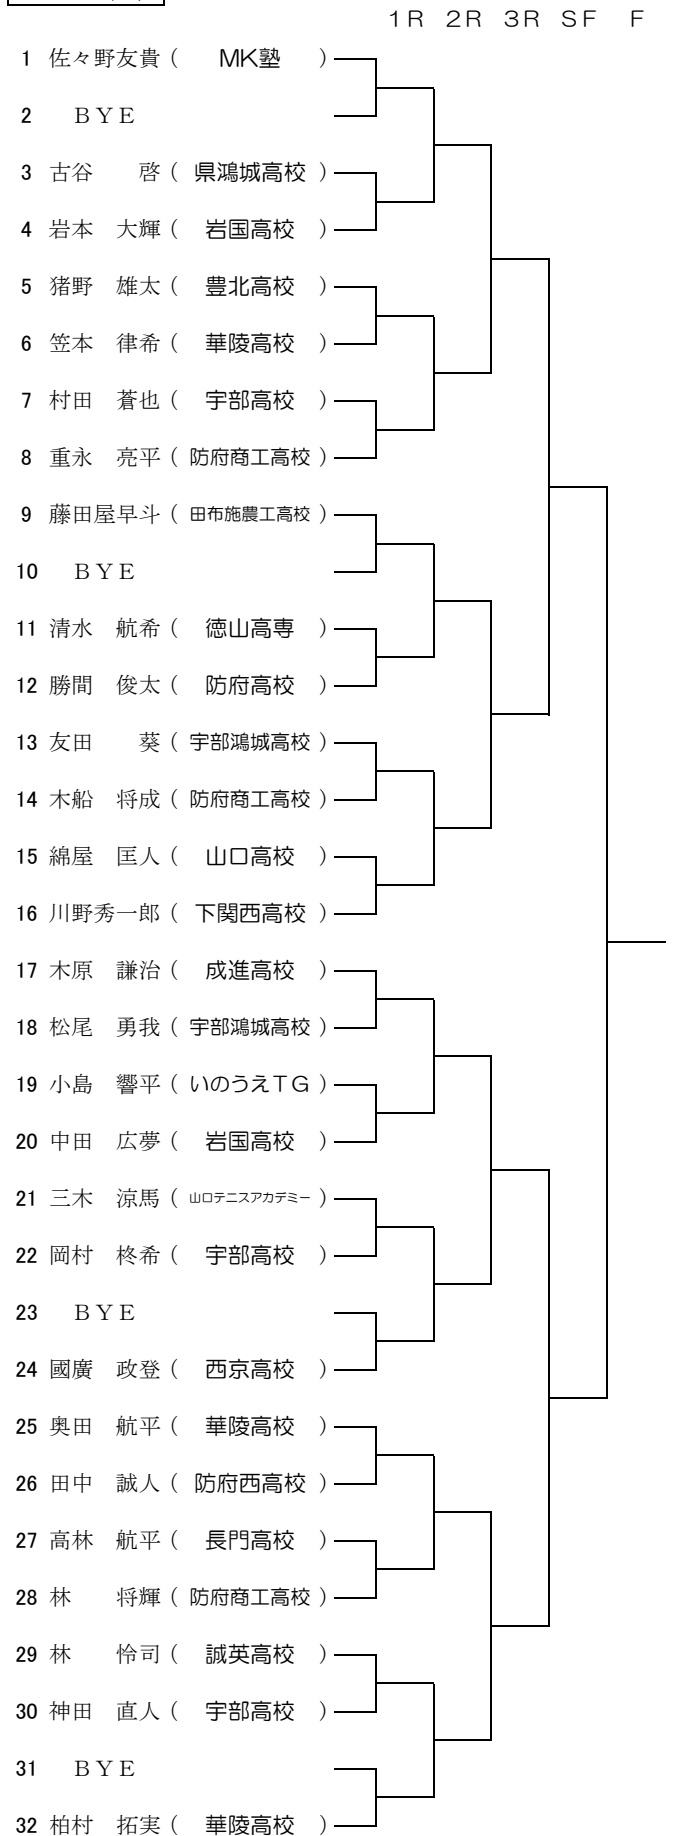 １Ｒ ２Ｒ ３Ｒ ＳＦ Ｆ
1 佐々野友貴（ MK塾 ）
2 ＢＹＥ
3 古谷　　啓（ 県鴻城高校 ）
4 岩本　大輝（ 岩国高校 ）
5 猪野　雄太（ 豊北高校 ）
6 笠本　律希（ 華陵高校 ）
7 村田　蒼也（ 宇部高校 ）
8 重永　亮平（ 防府商工高校 ）
9 藤田屋早斗（ 田布施農工高校 ）
10 ＢＹＥ
11 清水　航希（ 徳山高専 ）
12 勝間　俊太（ 防府高校 ）
13 友田　　葵（ 宇部鴻城高校 ）
14 木船　将成（ 防府商工高校 ）
15 綿屋　匡人（ 山口高校 ）
16 川野秀一郎（ 下関西高校 ）
17 木原　謙治（ 成進高校 ）
18 松尾　勇我（ 宇部鴻城高校 ）
19 小島　響平（ いのうえＴＧ ）
20 中田　広夢（ 岩国高校 ）
21 三木　涼馬（ 山口テニスアカデミー ）
22 岡村　柊希（ 宇部高校 ）
23 ＢＹＥ
24 國廣　政登（ 西京高校 ）
25 奥田　航平（ 華陵高校 ）
26 田中　誠人（ 防府西高校 ）
27 高林　航平（ 長門高校 ）
28 林　　将輝（ 防府商工高校 ）
29 林　　怜司（ 誠英高校 ）
30 神田　直人（ 宇部高校 ）
31 ＢＹＥ
32 柏村　拓実（ 華陵高校 ）